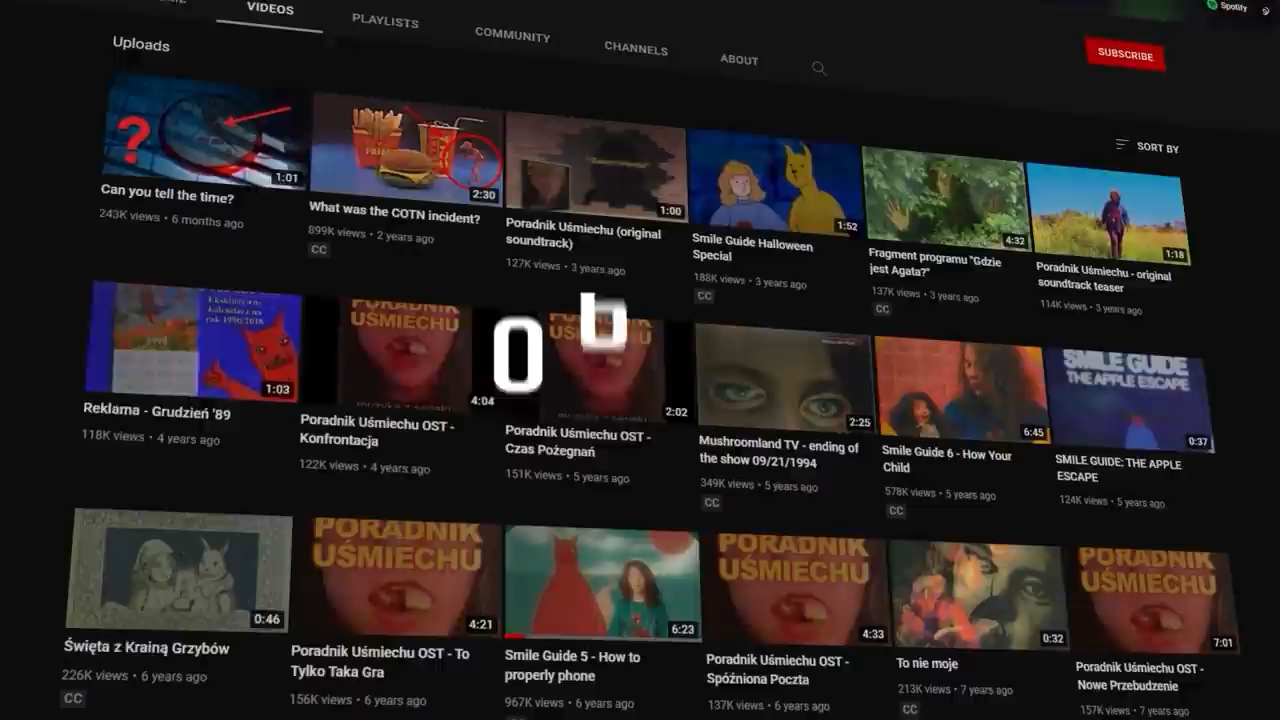 VIDEOS
PLAYLISTS
COMMUNITY
CHANNELS
ABOUT
Spotify
SUBSCRIBE
Uploads
SORT BY
?
1:01
Can you tell the time?
243K views • 6 months ago
2:30
What was the COTN incident?
899K views • 2 years ago
CC
1:00
Poradnik Uśmiechu (original
soundtrack)
127K views • 3 years ago
1:52
Smile Guide Halloween
Special
188K views • 3 years ago
CC
4:32
Fragment programu "Gdzie
jest Agata?"
137K views • 3 years ago
CC
1:18
Poradnik Uśmiechu - original
soundtrack teaser
114K views • 3 years ago
Ekskluzywny
kalendarz na
rok 1990/2018
1:03
Reklama - Grudzień '89
118K views • 4 years ago
PORADNIK
UŚMIECHU
4:04
Poradnik Uśmiechu OST -
Konfrontacja
122K views • 4 years ago
2:02
Poradnik Uśmiechu OST -
Czas Pożegnań
151K views • 5 years ago
2:25
Mushroomland TV - ending of
the show 09/21/1994
349K views • 5 years ago
CC
6:45
Smile Guide 6 - How Your
Child
578K views • 5 years ago
CC
SMILE GUIDE
THE APPLE ESCAPE
0:37
SMILE GUIDE: THE APPLE
ESCAPE
124K views • 5 years ago
0:46
Święta z Krainą Grzybów
226K views • 6 years ago
CC
PORADNIK
UŚMIECHU
4:21
Poradnik Uśmiechu OST - To
Tylko Taka Gra
156K views • 6 years ago
6:23
Smile Guide 5 - How to
properly phone
967K views • 6 years ago
PORADNIK
UŚMIECHU
4:33
Poradnik Uśmiechu OST -
Spóźniona Poczta
137K views • 6 years ago
0:32
To nie moje
213K views • 7 years ago
CC
PORADNIK
UŚMIECHU
7:01
Poradnik Uśmiechu OST -
Nowe Przebudzenie
157K views • 7 years ago